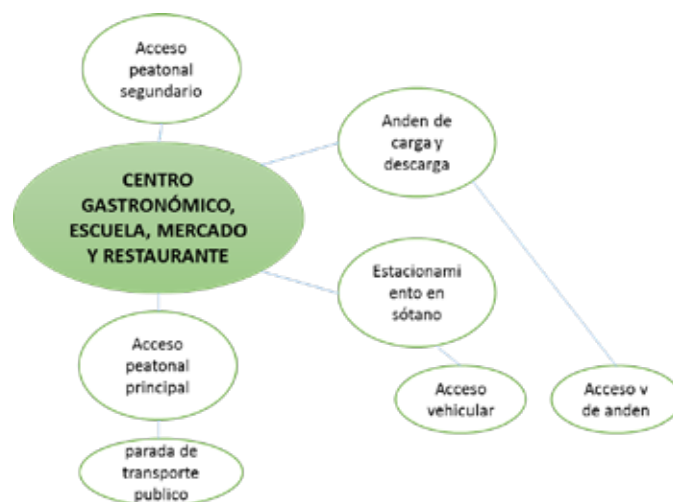 Acceso
peatonal
segundario
Anden de
carga y
descarga
CENTRO
GASTRONÓMICO,
ESCUELA, MERCADO
Y RESTAURANTE
Estacionami
ento en
sótano
Acceso
peatonal
principal
Acceso
vehicular
Acceso v
de anden
parada de
transporte
publico